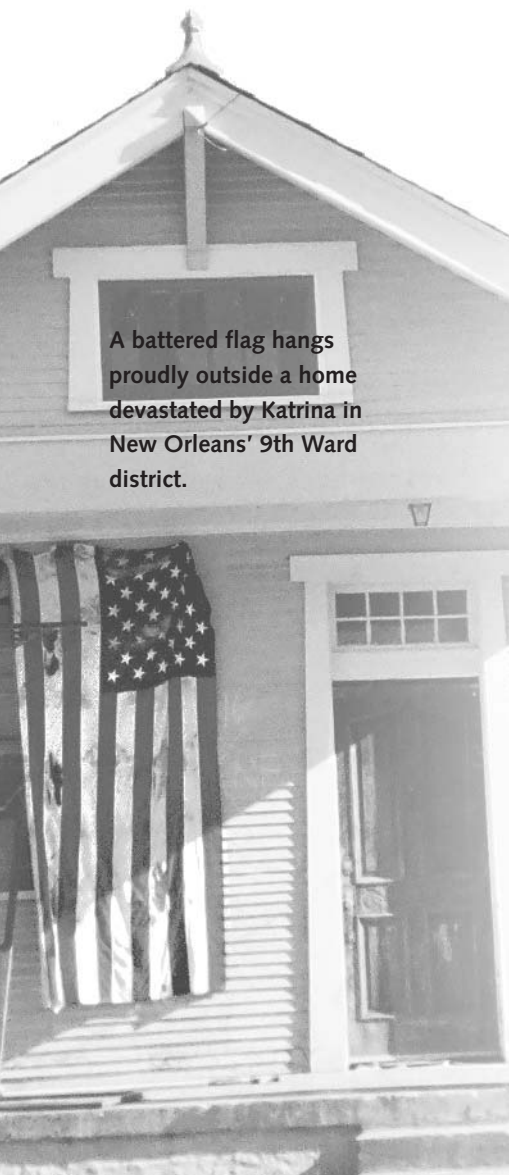 A battered flag hangs
proudly outside a home
devastated by Katrina in
New Orleans’ 9th Ward
district.